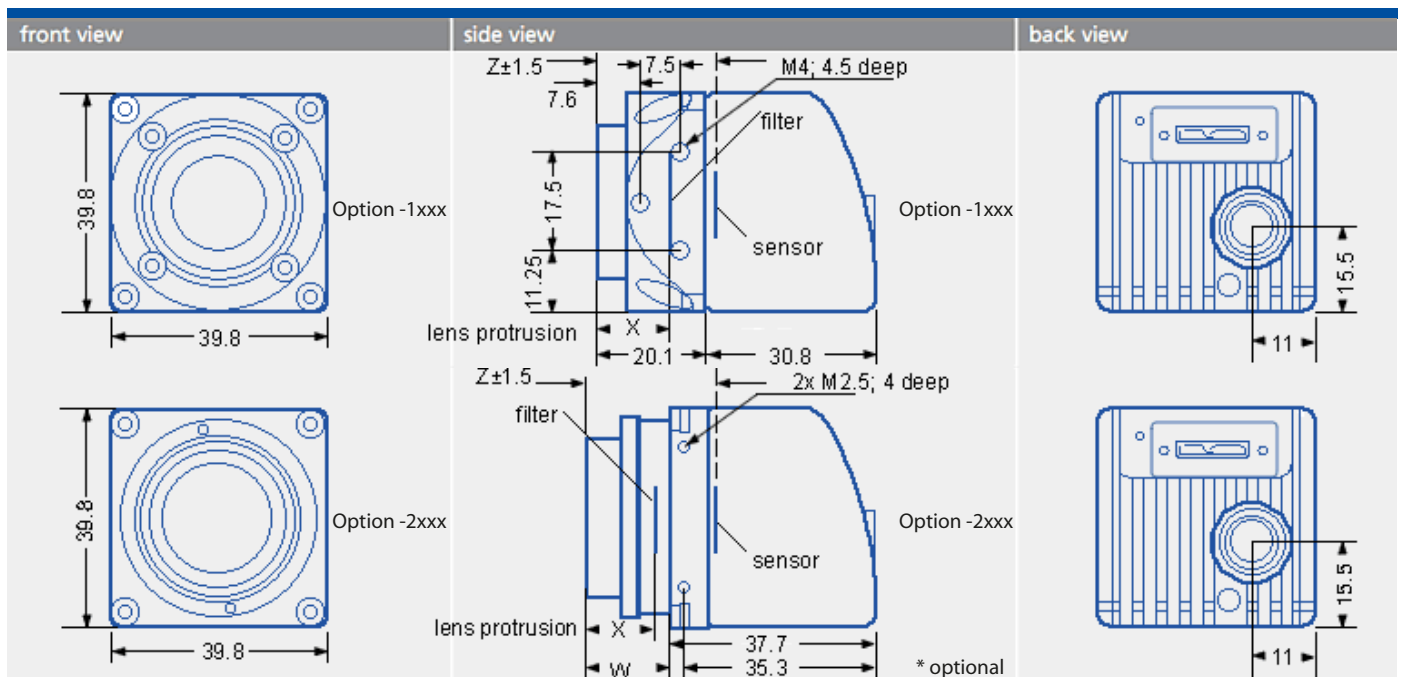 front view
side view
back view
Z±1.5
7.5
M4; 4.5 deep
7.6
filter
39.8
Option -1xxx
17.5
Option -1xxx
sensor
11.25
15.5
lens protrusion
X
39.8
20.1
30.8
11
Z±1.5
2x M2.5; 4 deep
filter
39.8
Option -2xxx
Option -2xxx
sensor
15.5
lens protrusion
X
37.7
39.8
W
35.3
* optional
11